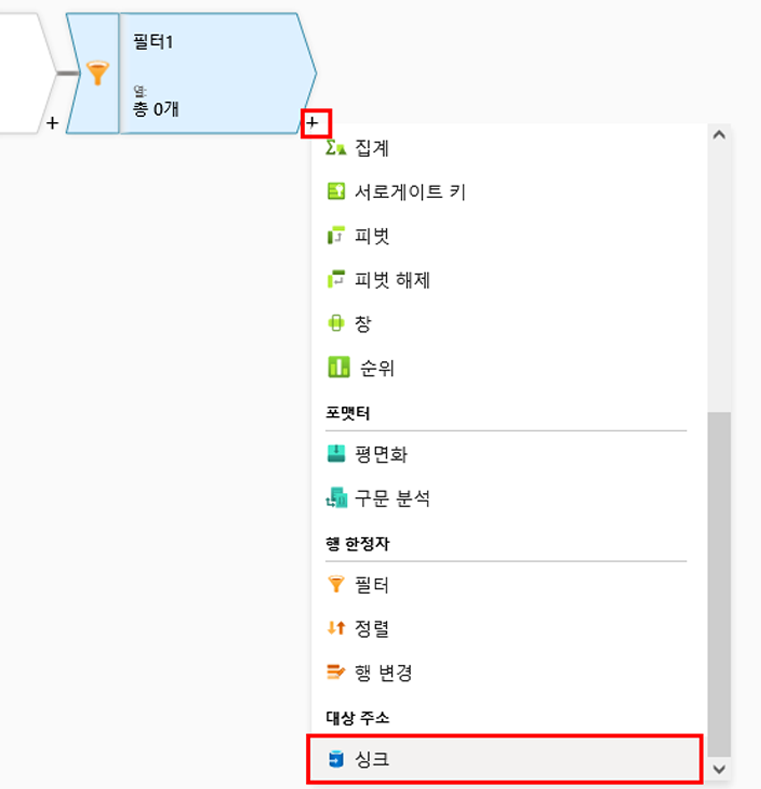 필터1
열:
총 0개
+
+
집계
서로게이트 키
피벗
피벗 해제
창
순위
포맷터
평면화
구문 분석
행 한정자
필터
정렬
행 변경
대상 주소
싱크